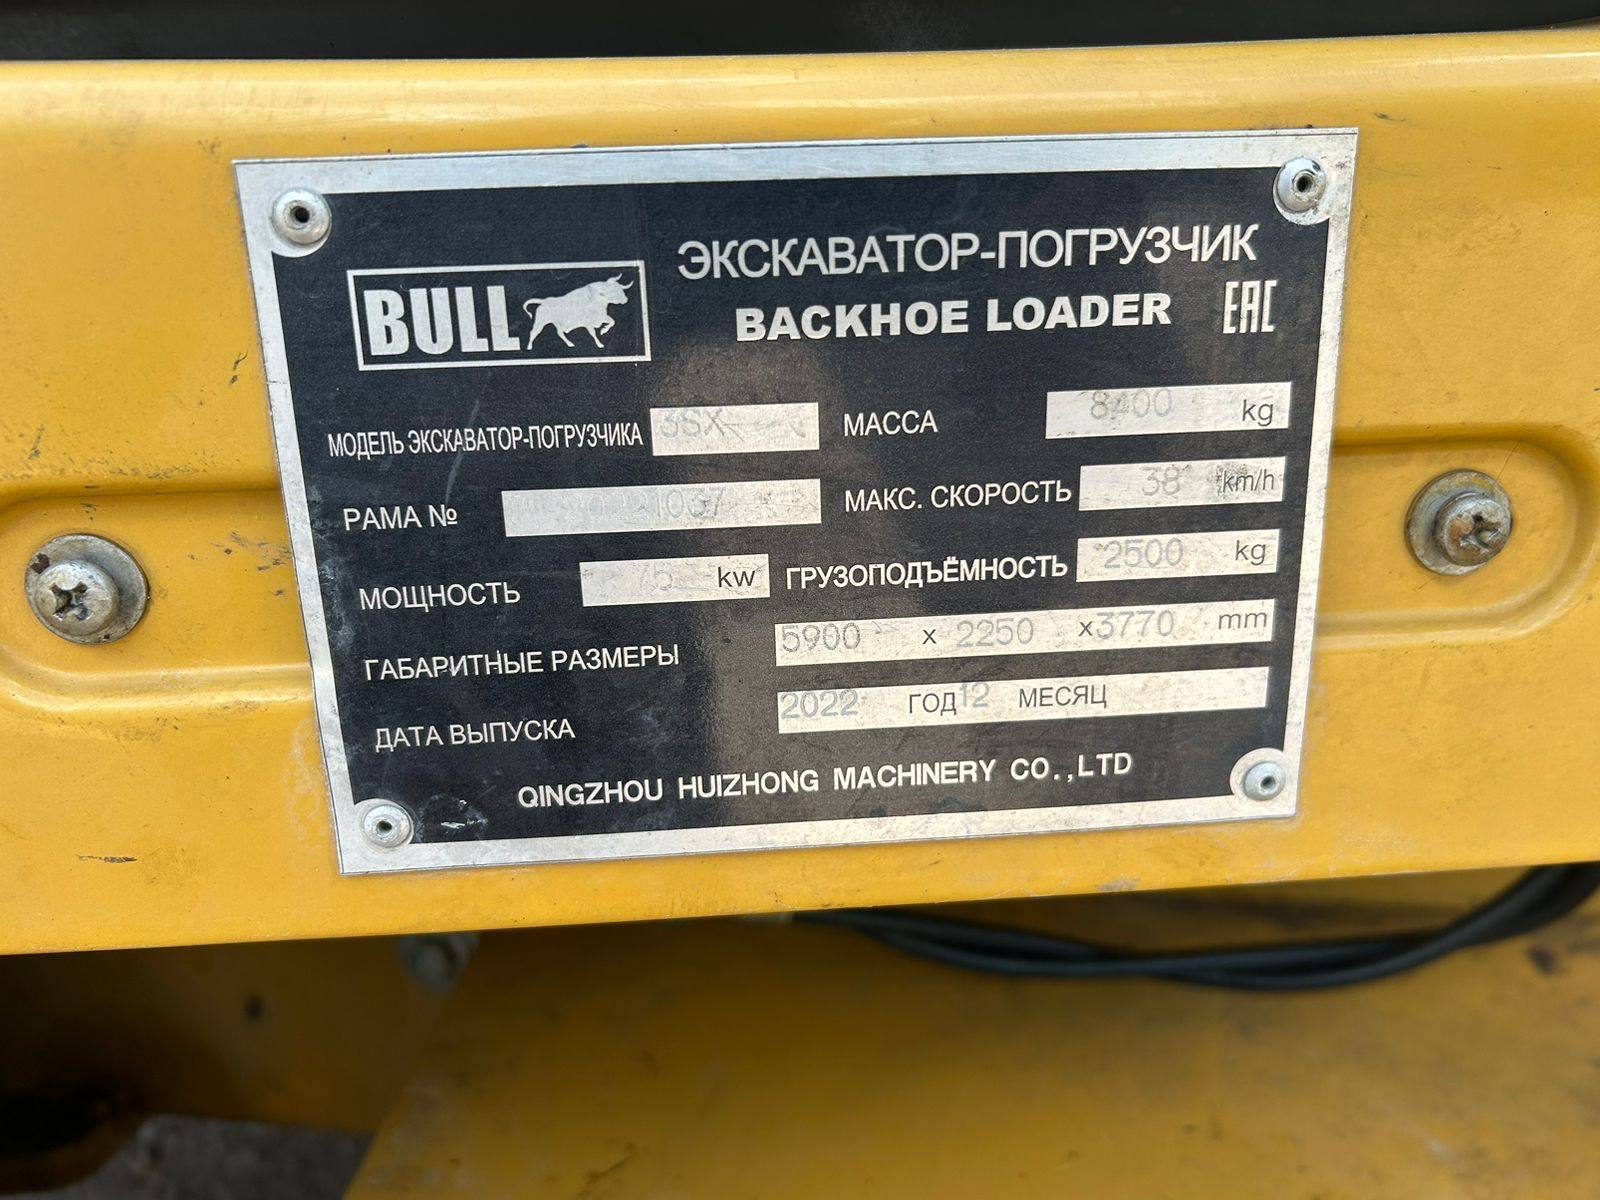 BULL
ЭКСКАВАТОР-ПОГРУЗЧИК
BACKHOE LOADER EAC
МОДЕЛЬ ЭКСКАВАТОР-ПОГРУЗЧИКА 3SX МАССА 8400 kg
РАМА № МАКС. СКОРОСТЬ 38 km/h
МОЩНОСТЬ 75 kw ГРУЗОПОДЪЁМНОСТЬ 2500 kg
ГАБАРИТНЫЕ РАЗМЕРЫ 5900 x 2250 x3770 mm
ДАТА ВЫПУСКА 2022 ГОД 12 МЕСЯЦ
QINGZHOU HUIZHONG MACHINERY CO.,LTD